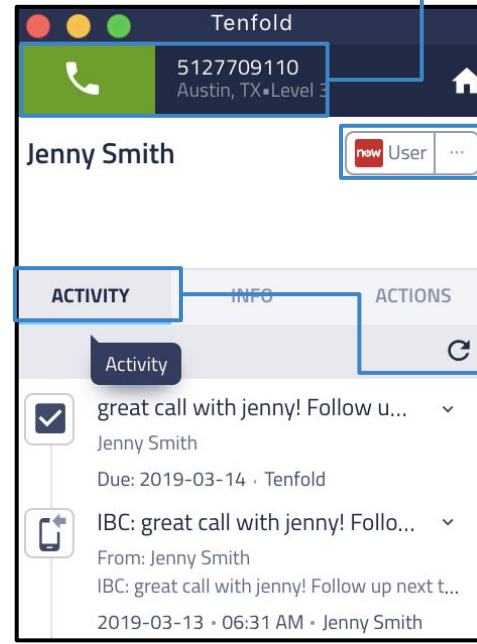 Tenfold
5127709110
Austin, TX▪Level 3
Jenny Smith
now User ...
ACTIVITY INFO ACTIONS
Activity
great call with jenny! Follow u...
Jenny Smith
Due: 2019-03-14 · Tenfold
IBC: great call with jenny! Follo...
From: Jenny Smith
IBC: great call with jenny! Follow up next t...
2019-03-13 • 06:31 AM • Jenny Smith